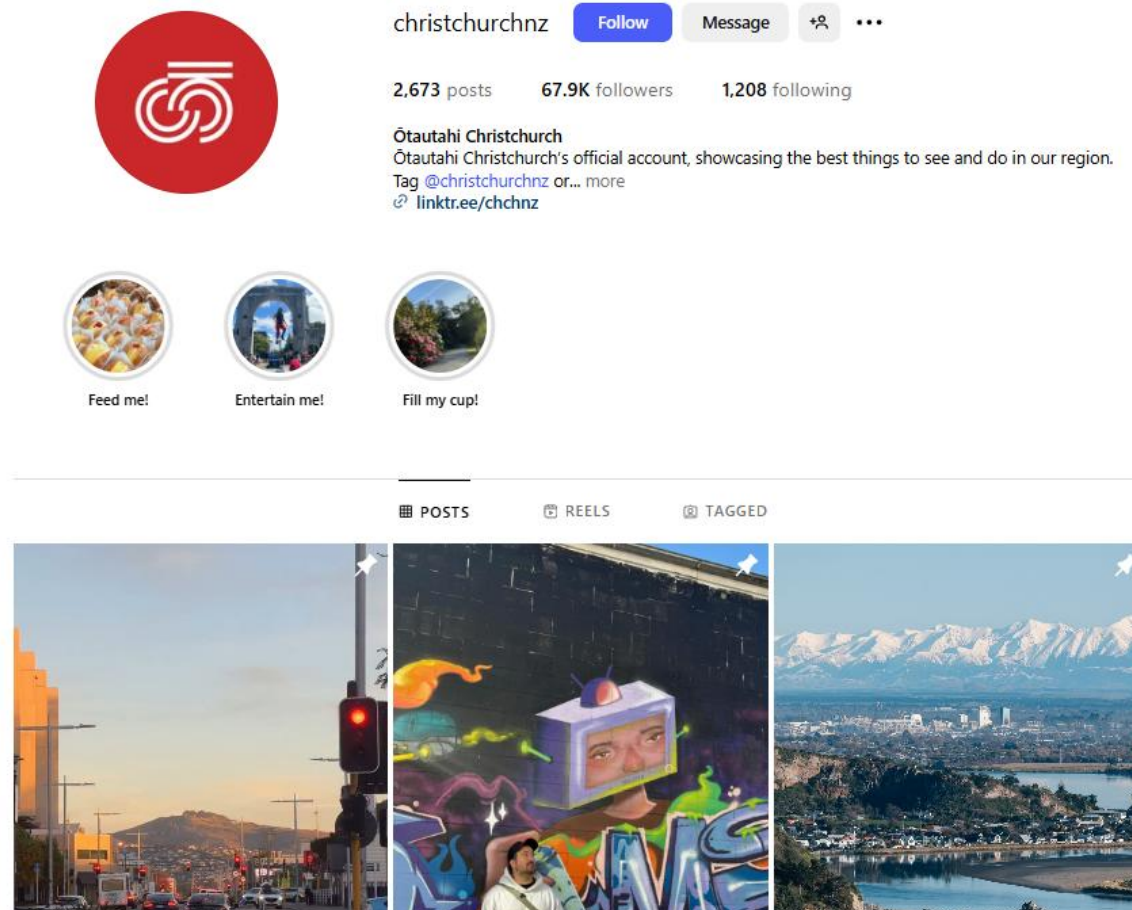 christchurchnz Follow Message
2,673 posts 67.9K followers 1,208 following
Ōtautahi Christchurch
Ōtautahi Christchurch's official account, showcasing the best things to see and do in our region.
Tag @christchurchnz or... more
linktr.ee/chchnz
Feed me! Entertain me! Fill my cup!
POSTS REELS TAGGED